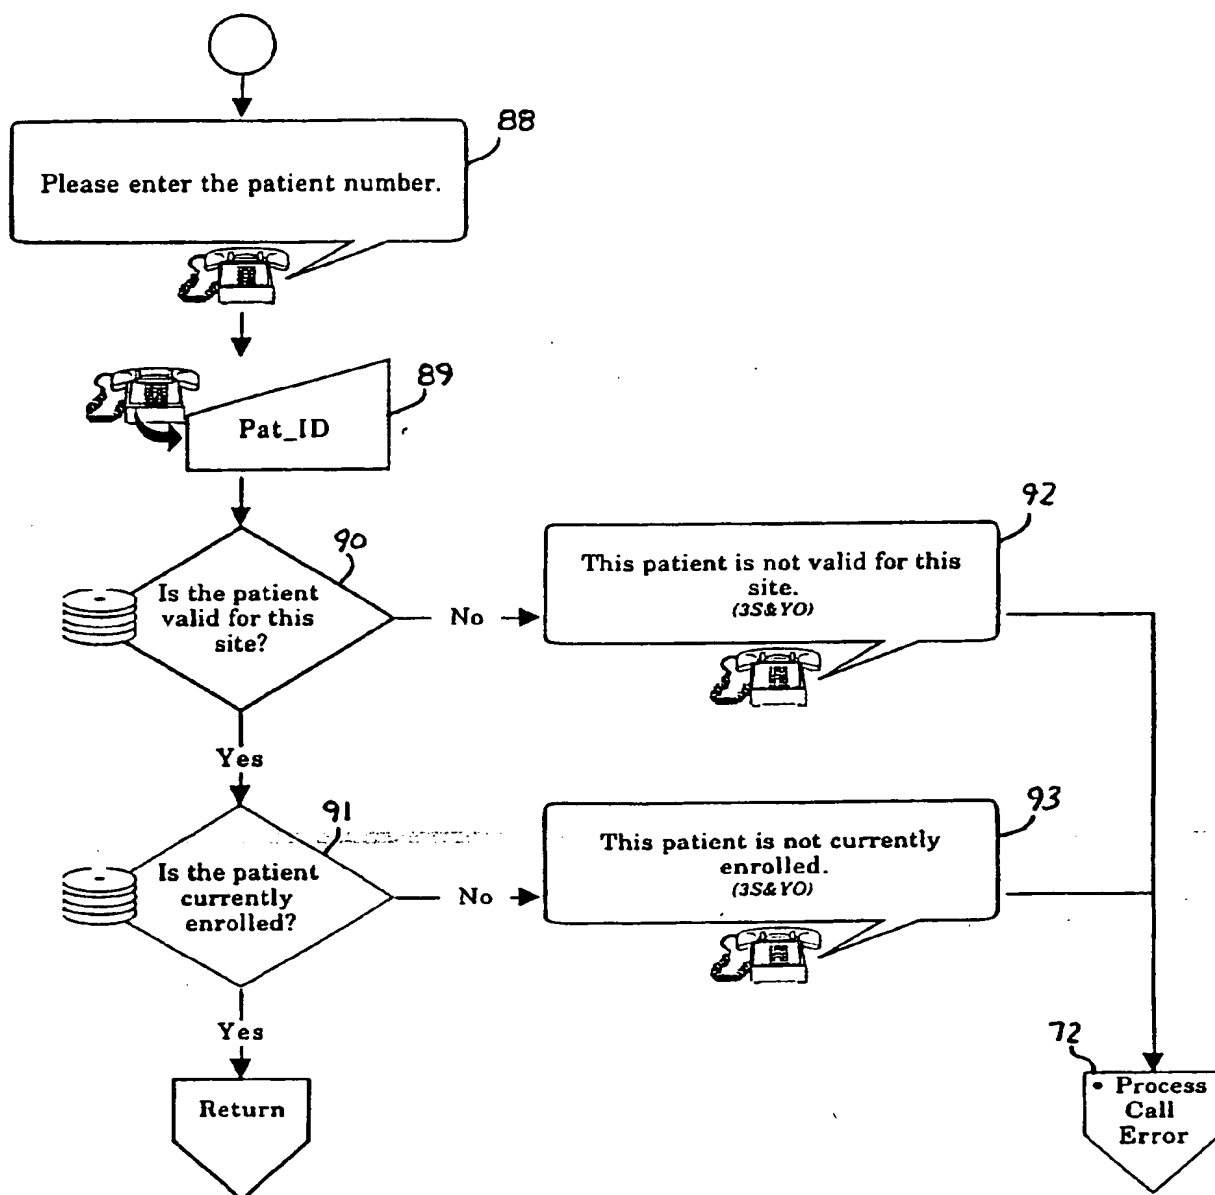 88
Please enter the patient number.
89
Pat_ID
90
Is the patient
valid for this
site?
No
92
This patient is not valid for this
site.
(3S&YO)
Yes
91
Is the patient
currently
enrolled?
No
93
This patient is not currently
enrolled.
(3S&YO)
Yes
Return
72
• Process
Call
Error